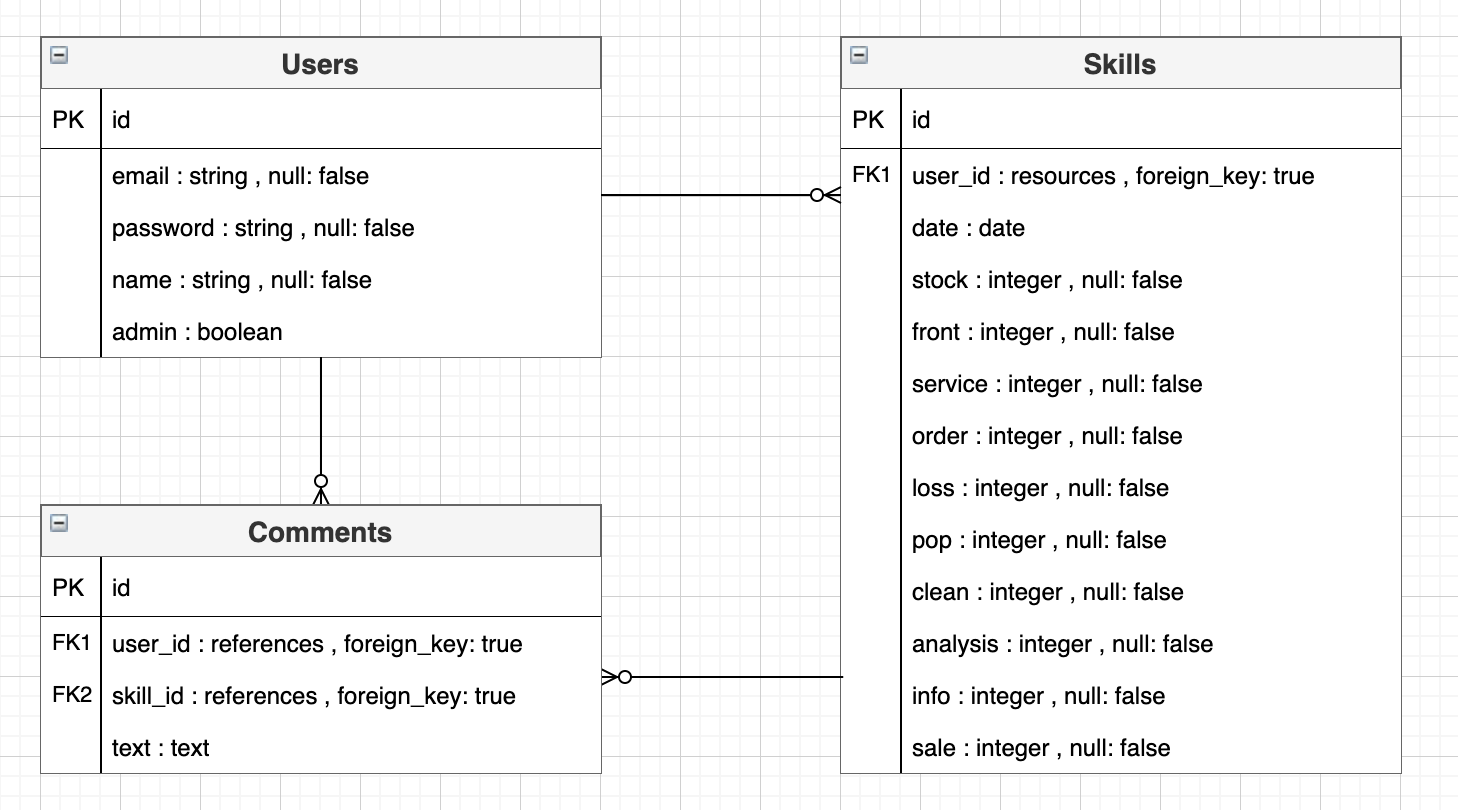 Users
PK id
email : string , null: false
password : string , null: false
name : string , null: false
admin : boolean
Skills
PK id
FK1 user_id : resources , foreign_key: true
date : date
stock : integer , null: false
front : integer , null: false
service : integer , null: false
order : integer , null: false
loss : integer , null: false
pop : integer , null: false
clean : integer , null: false
analysis : integer , null: false
info : integer , null: false
sale : integer , null: false
Comments
PK id
FK1 user_id : references , foreign_key: true
FK2 skill_id : references , foreign_key: true
text : text